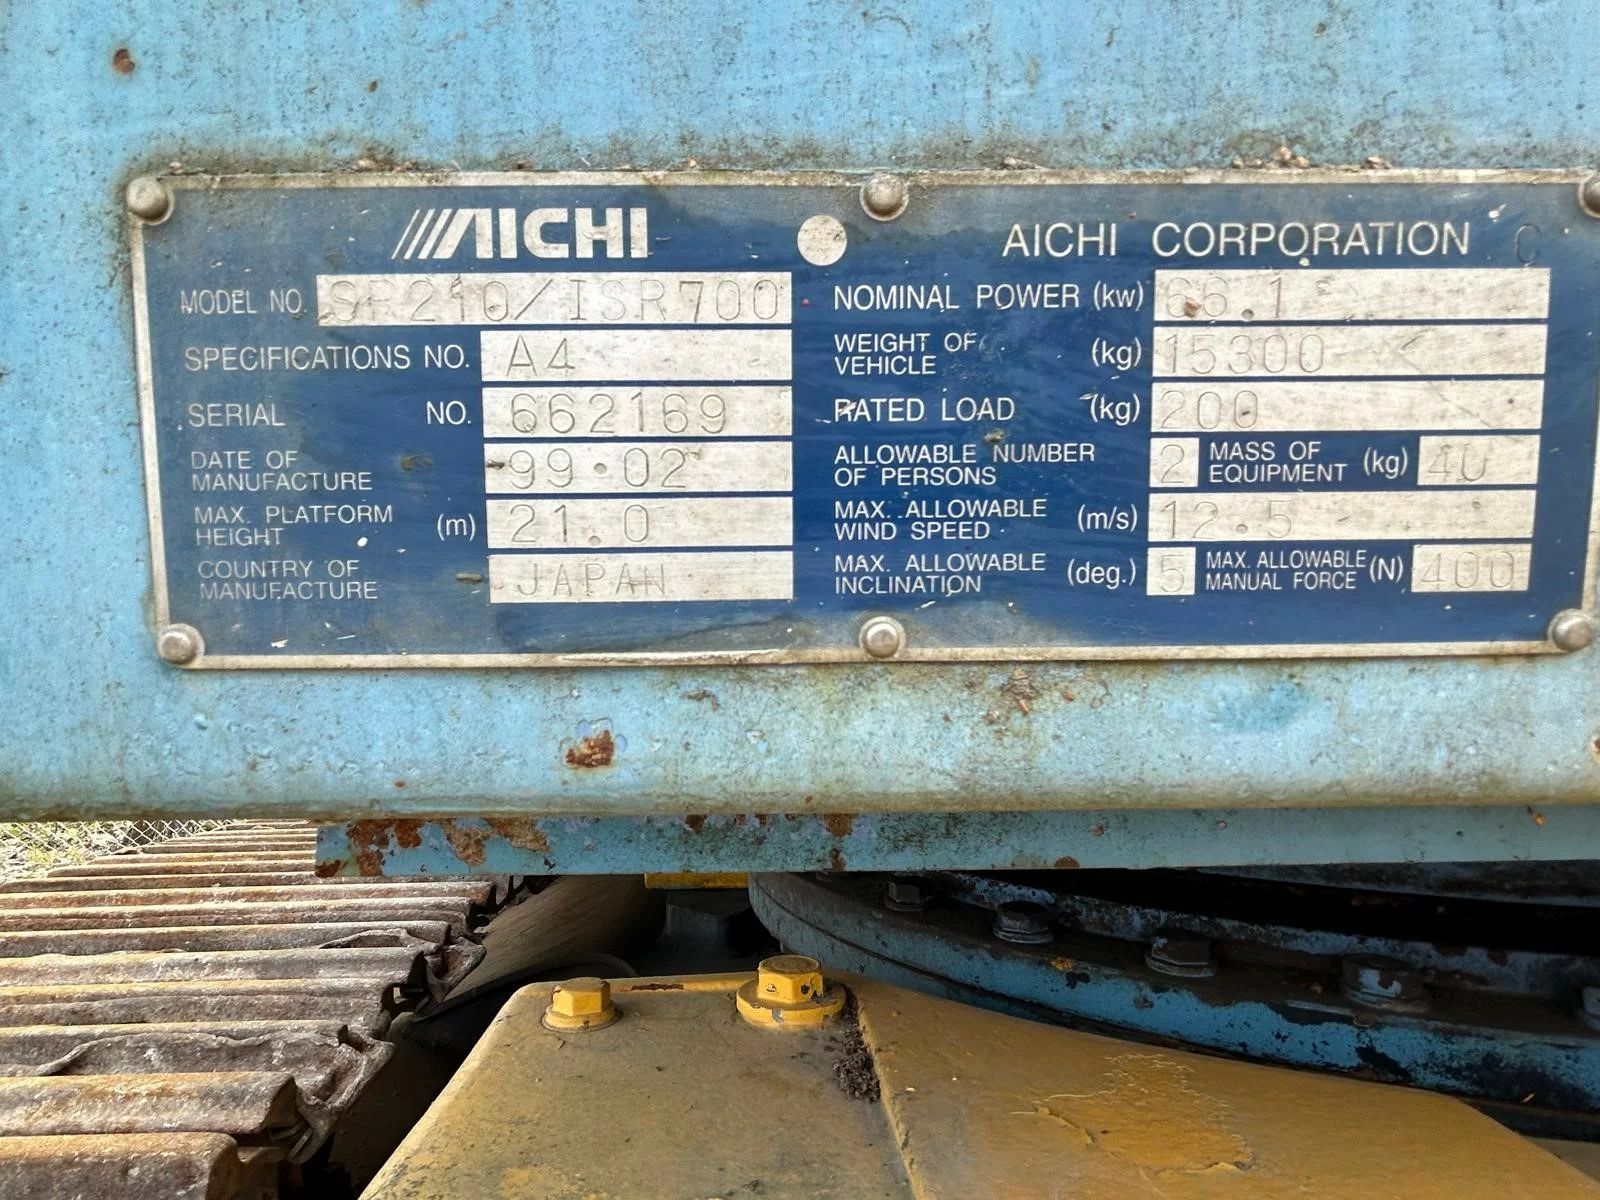 AICHI
MODEL NO. SR210/ISR700
SPECIFICATIONS NO. A4
SERIAL NO. 662169
DATE OF MANUFACTURE 99.02
MAX. PLATFORM HEIGHT (m) 21.0
COUNTRY OF MANUFACTURE JAPAN
AICHI CORPORATION C
NOMINAL POWER (kw) 66.1
WEIGHT OF VEHICLE (kg) 15300
RATED LOAD (kg) 200
ALLOWABLE NUMBER OF PERSONS 2 MASS OF EQUIPMENT (kg) 40
MAX. ALLOWABLE WIND SPEED (m/s) 12.5
MAX. ALLOWABLE INCLINATION (deg.) 5 MAX. ALLOWABLE MANUAL FORCE (N) 400